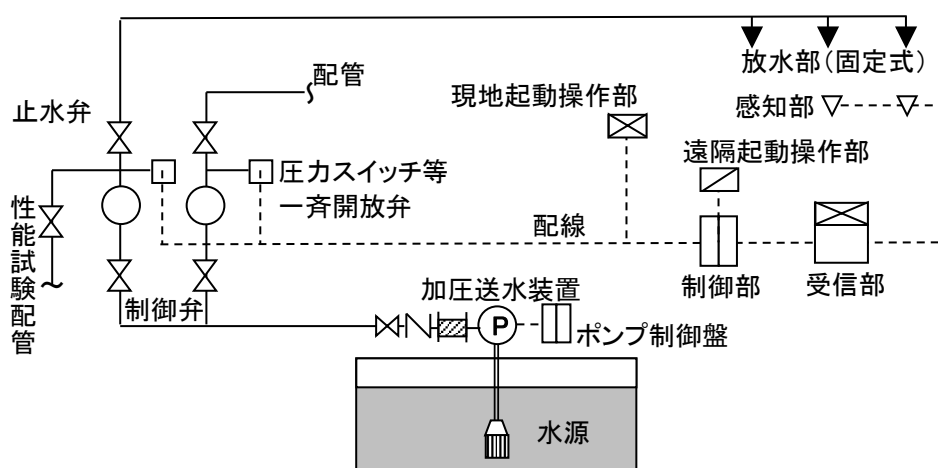 放水部(固定式)
配管
現地起動操作部
感知部
止水弁
遠隔起動操作部
圧力スイッチ等
一斉開放弁
性能試験配管
配線
制御部
受信部
加圧送水装置
制御弁
P
ポンプ制御盤
水源